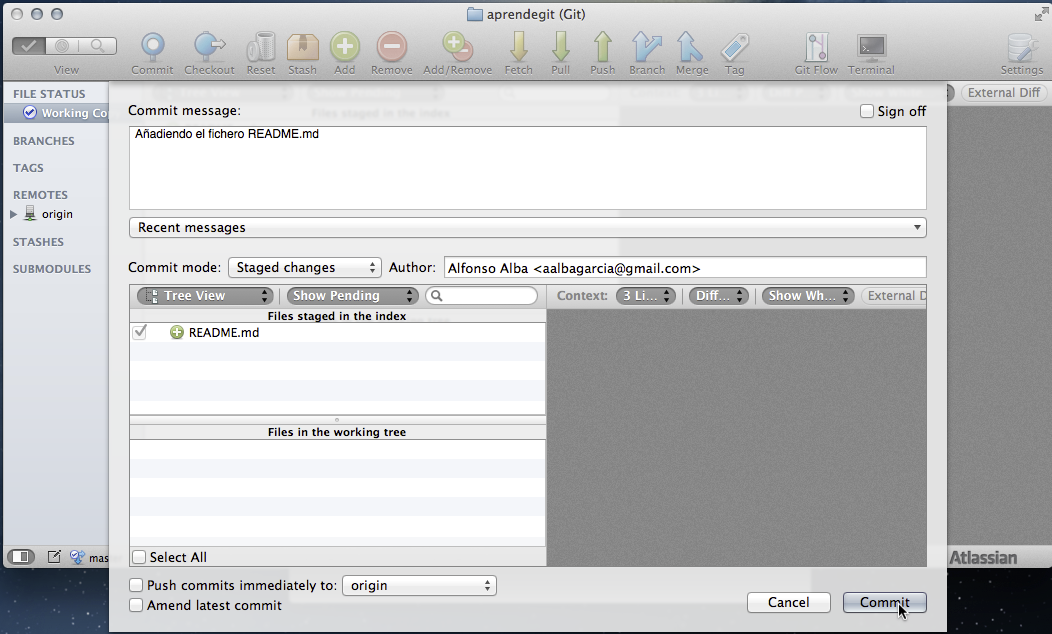 aprendegit (Git)
View Commit Checkout Reset Stash Add Remove Add/Remove Fetch Pull Push Branch Merge Tag Git Flow Terminal Settings
FILE STATUS
Working Co
BRANCHES
TAGS
REMOTES
origin
STASHES
SUBMODULES
External Diff
Commit message:
Sign off
Añadiendo el fichero README.md
Recent messages
Commit mode: Staged changes Author: Alfonso Alba <aalbagarcia@gmail.com>
Tree View Show Pending Context: 3 Li... Diff... Show Wh... External D
Files staged in the index
README.md
Files in the working tree
Select All
mas
Atlassian
Push commits immediately to: origin
Amend latest commit
Cancel Commit